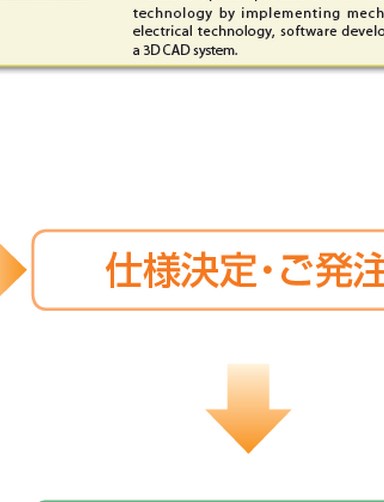 technology by implementing mech
electrical technology, software develo
a 3D CAD system.
仕様決定・ご発注